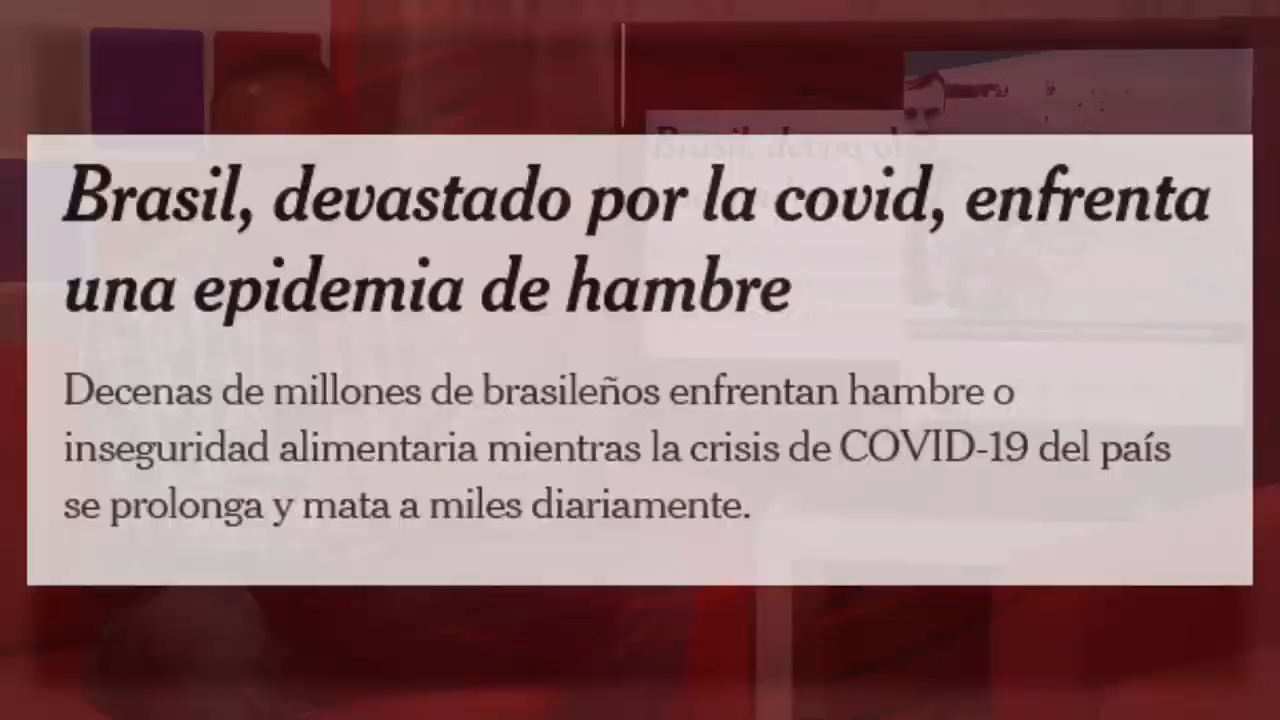 Brasil, devastado por la covid, enfrenta
una epidemia de hambre
Decenas de millones de brasileños enfrentan hambre o
inseguridad alimentaria mientras la crisis de COVID-19 del país
se prolonga y mata a miles diariamente.